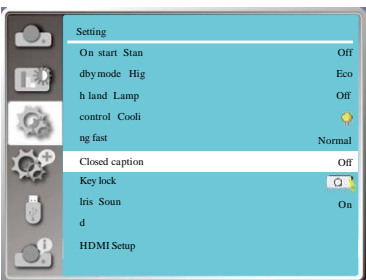 Setting
On start Stan Off
dbymode Hig Eco
h land Lamp Off
control Cooli
ng fast Normal
Closed caption Off
Key lock
lris Soun On
d
HDMI Setup